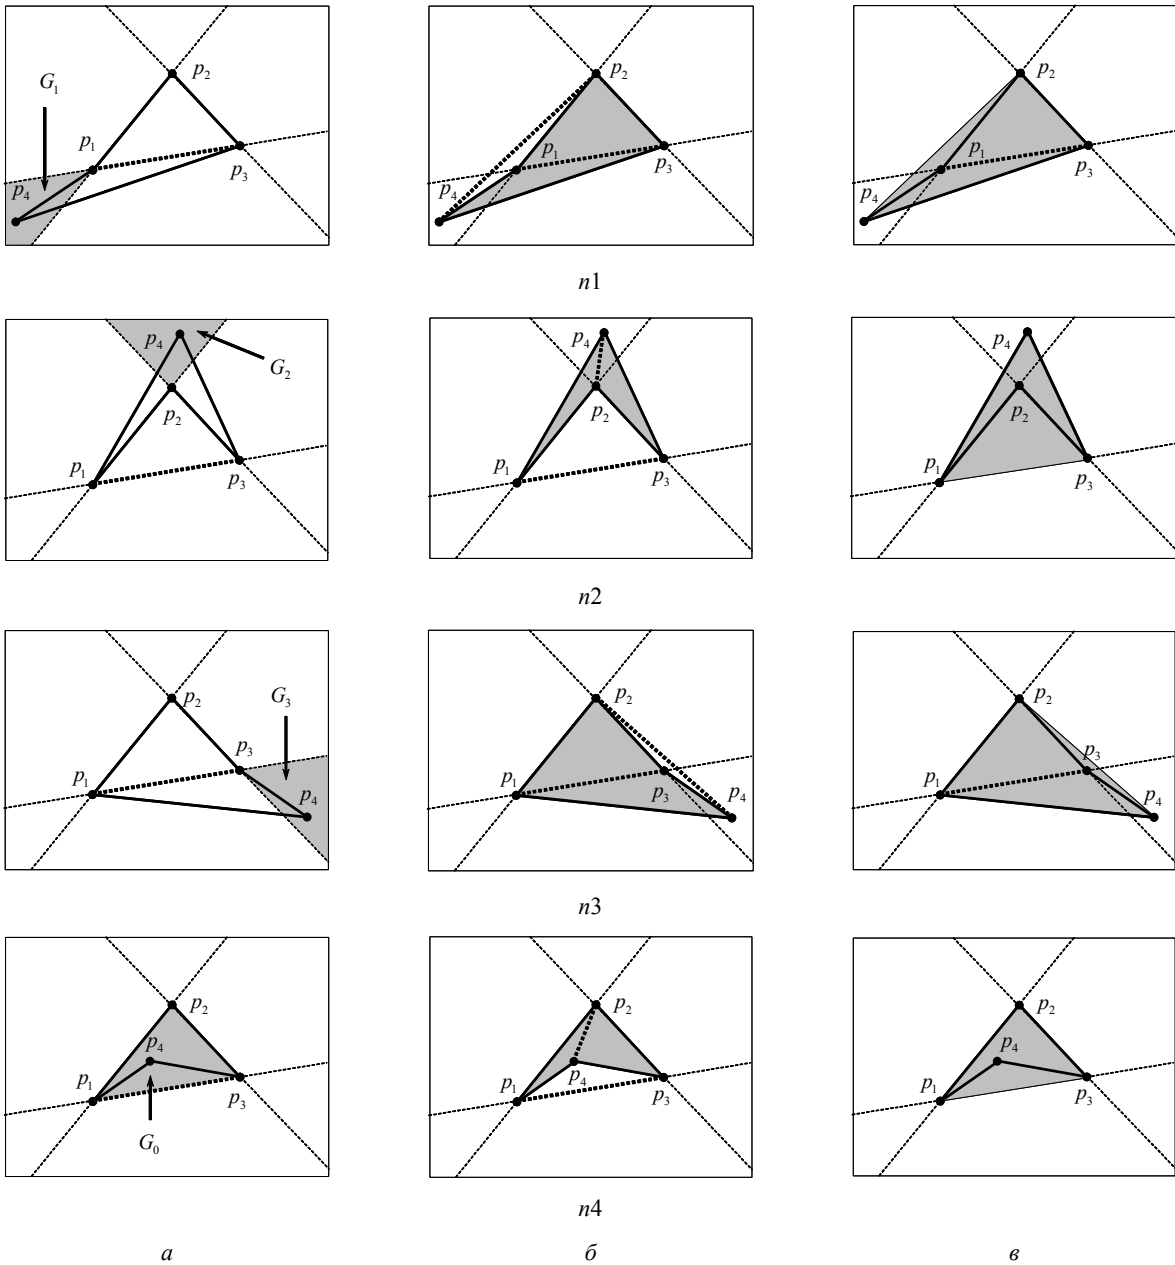 G₁ p₂ p₁ p₃ p₄
p₂ p₁ p₃ p₄
p₂ p₁ p₃ p₄
n1
p₄ G₂ p₂ p₁ p₃
p₄ p₂ p₁ p₃
p₄ p₂ p₁ p₃
n2
p₂ G₃ p₃ p₁ p₄
p₂ p₁ p₃ p₄
p₂ p₃ p₁ p₄
n3
p₂ p₄ p₁ p₃ G₀
p₂ p₄ p₁ p₃
p₂ p₄ p₁ p₃
n4
а б в